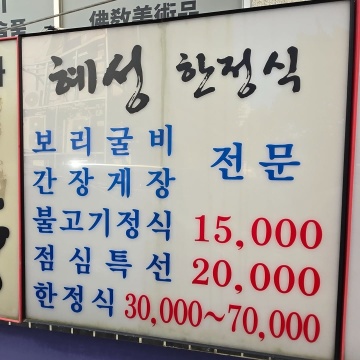 佛敎美術品
혜성 한정식
보리굴비 전문
간장게장
불고기정식 15,000
점심특선 20,000
한정식 30,000~70,000